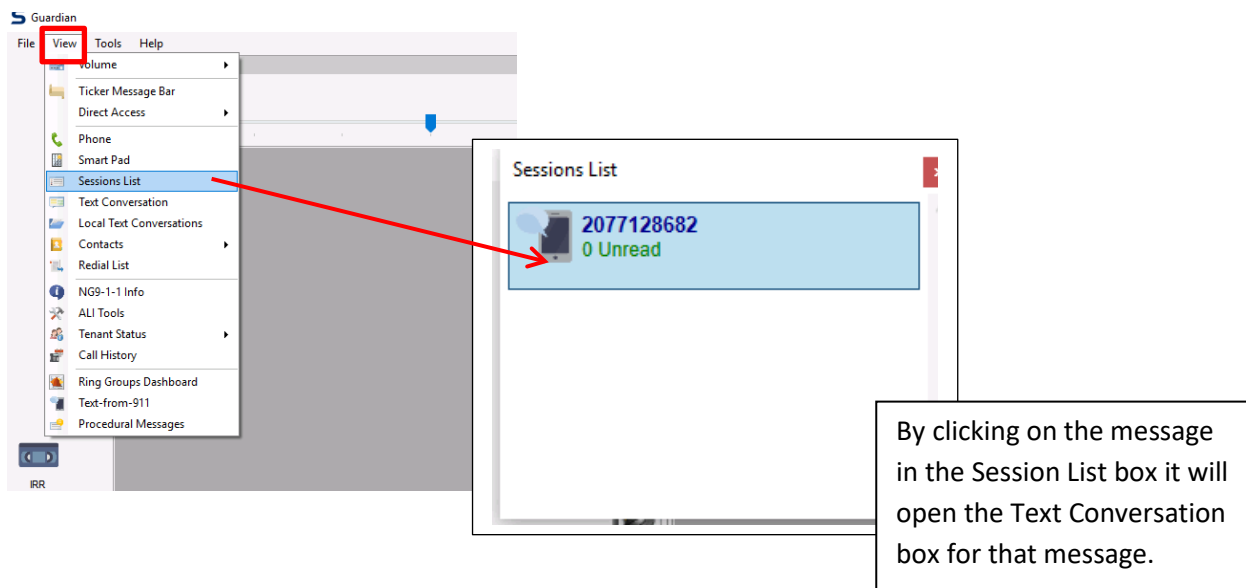 Guardian
File View Tools Help
Volume
Ticker Message Bar
Direct Access
Phone
Smart Pad
Sessions List
Text Conversation
Local Text Conversations
Contacts
Redial List
NG9-1-1 Info
ALI Tools
Tenant Status
Call History
Ring Groups Dashboard
Text-from-911
Procedural Messages
IRR
Sessions List
2077128682
0 Unread
By clicking on the message
in the Session List box it will
open the Text Conversation
box for that message.